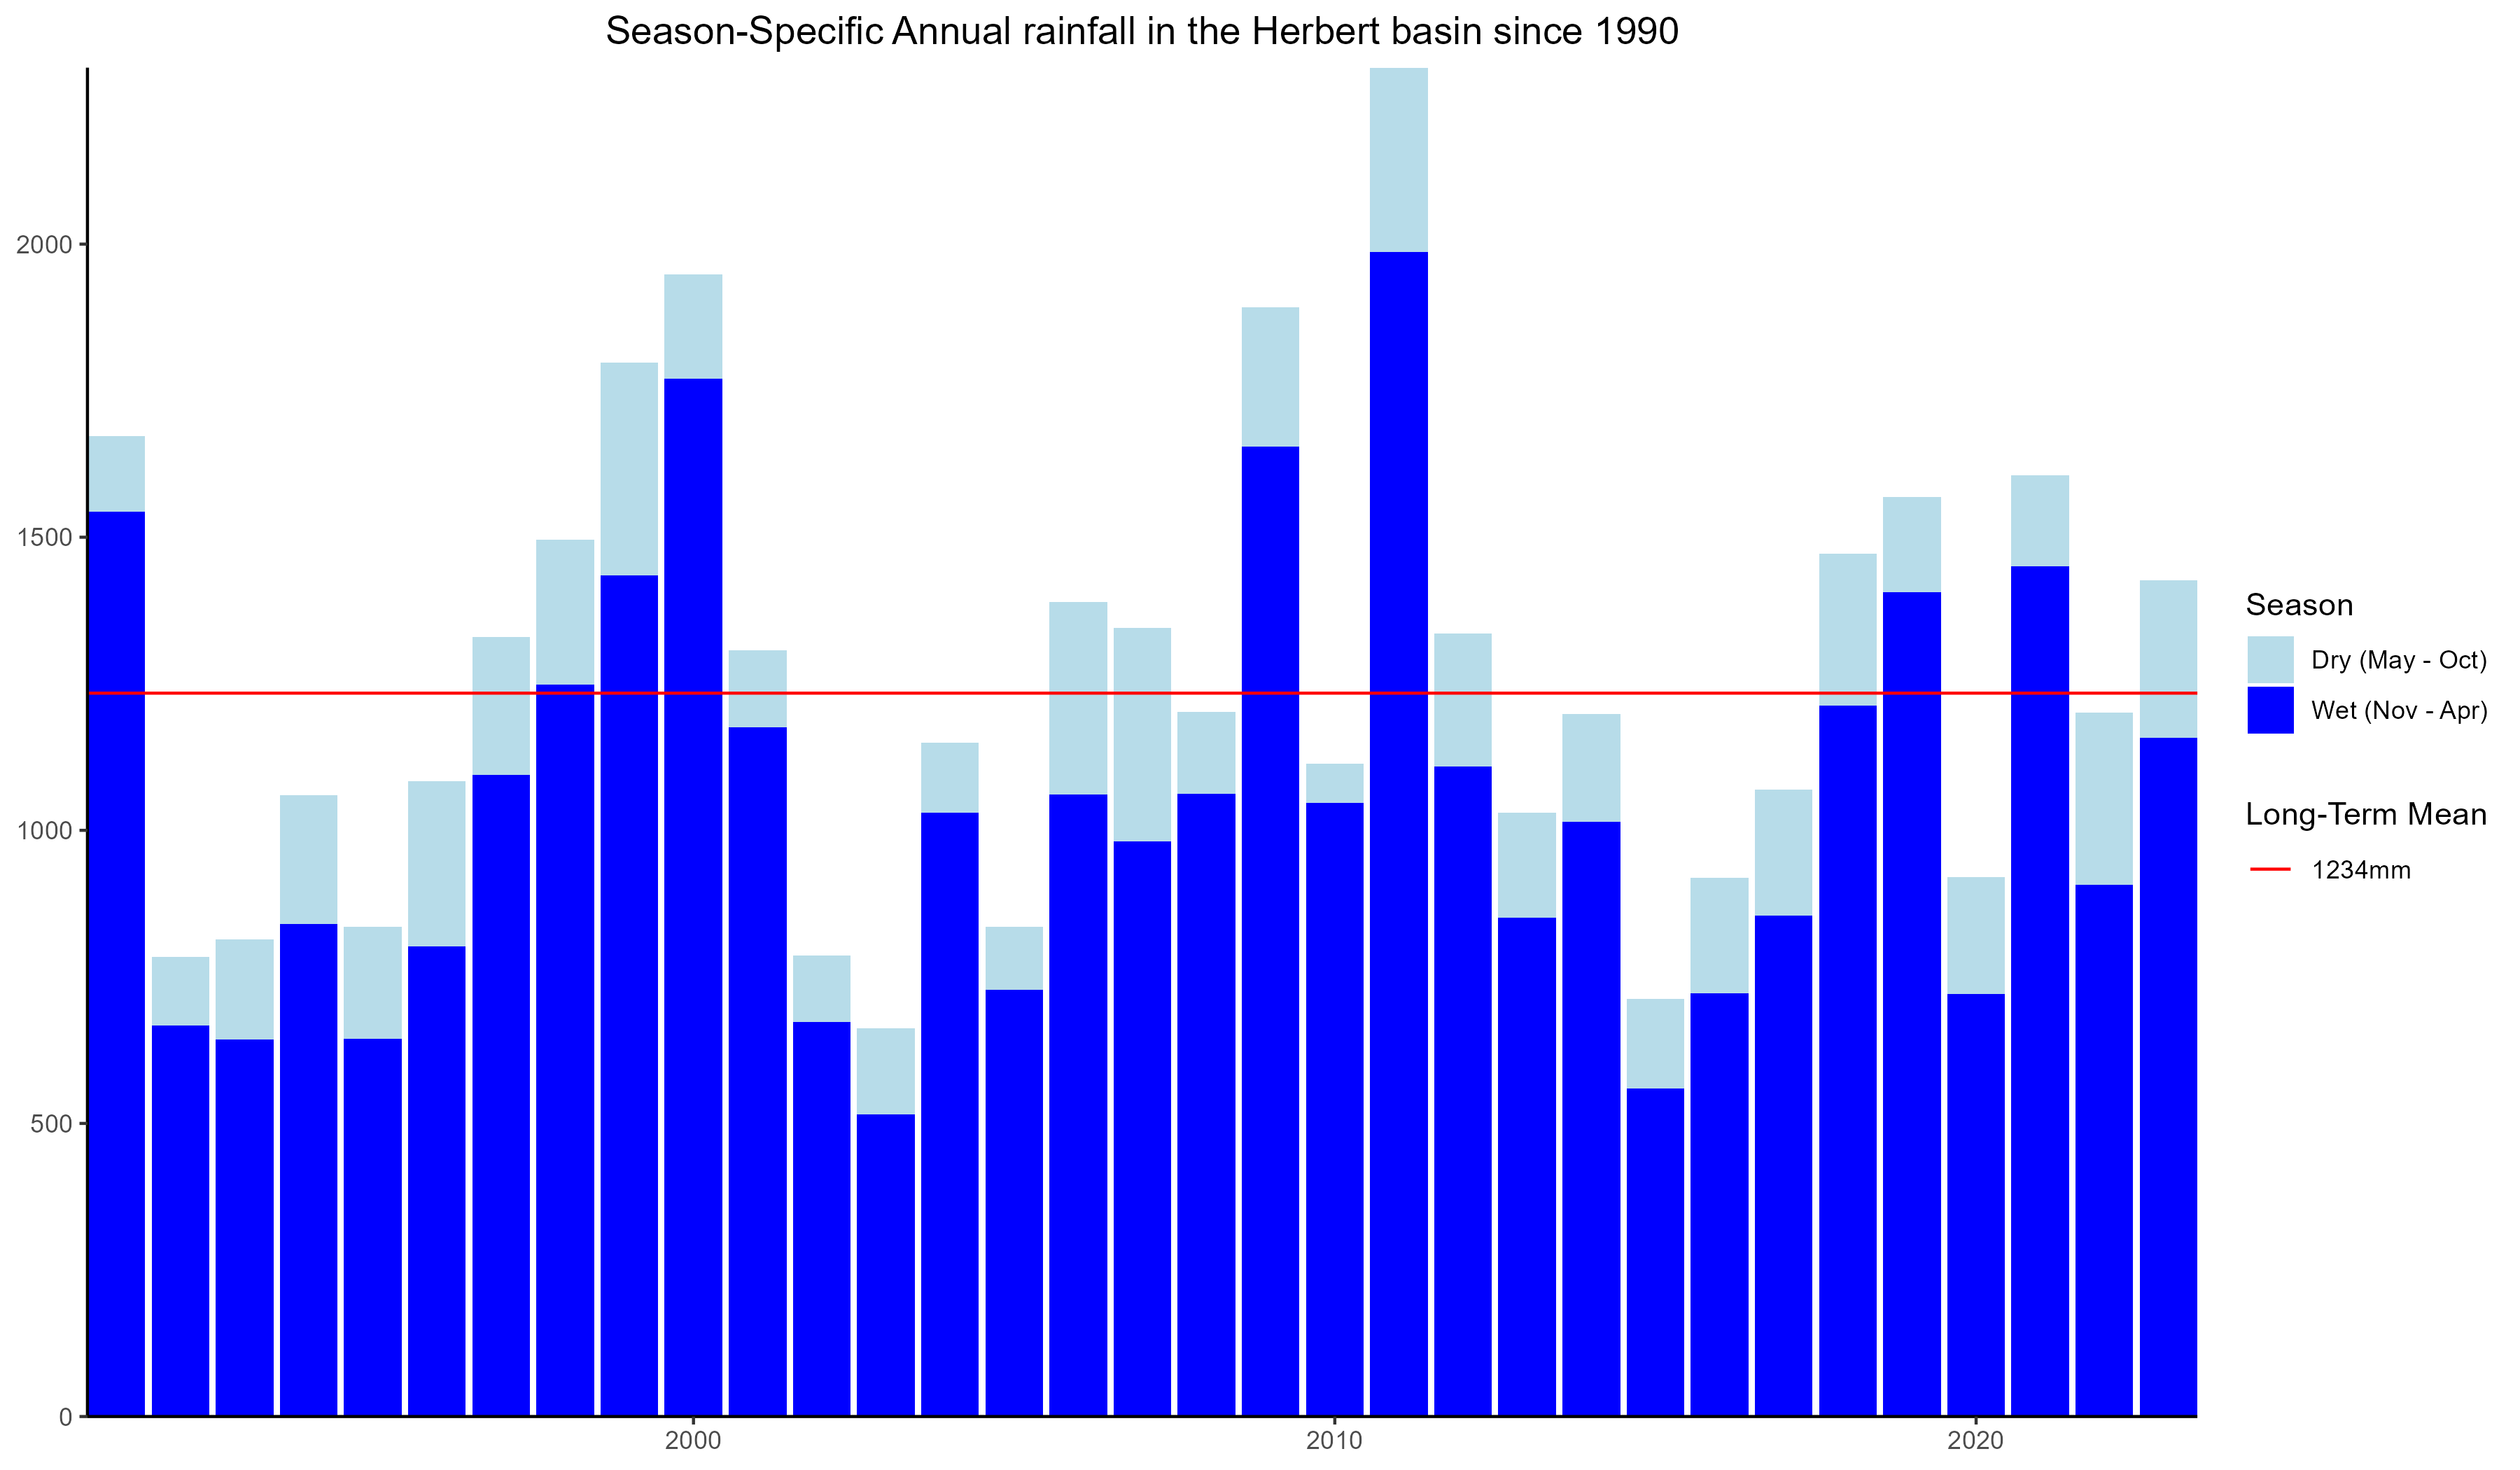 Season-Specific Annual rainfall in the Herbert basin since 1990
2000
1500
1000
500
0
2000
2010
2020
Season
Dry (May - Oct)
Wet (Nov - Apr)
Long-Term Mean
1234mm